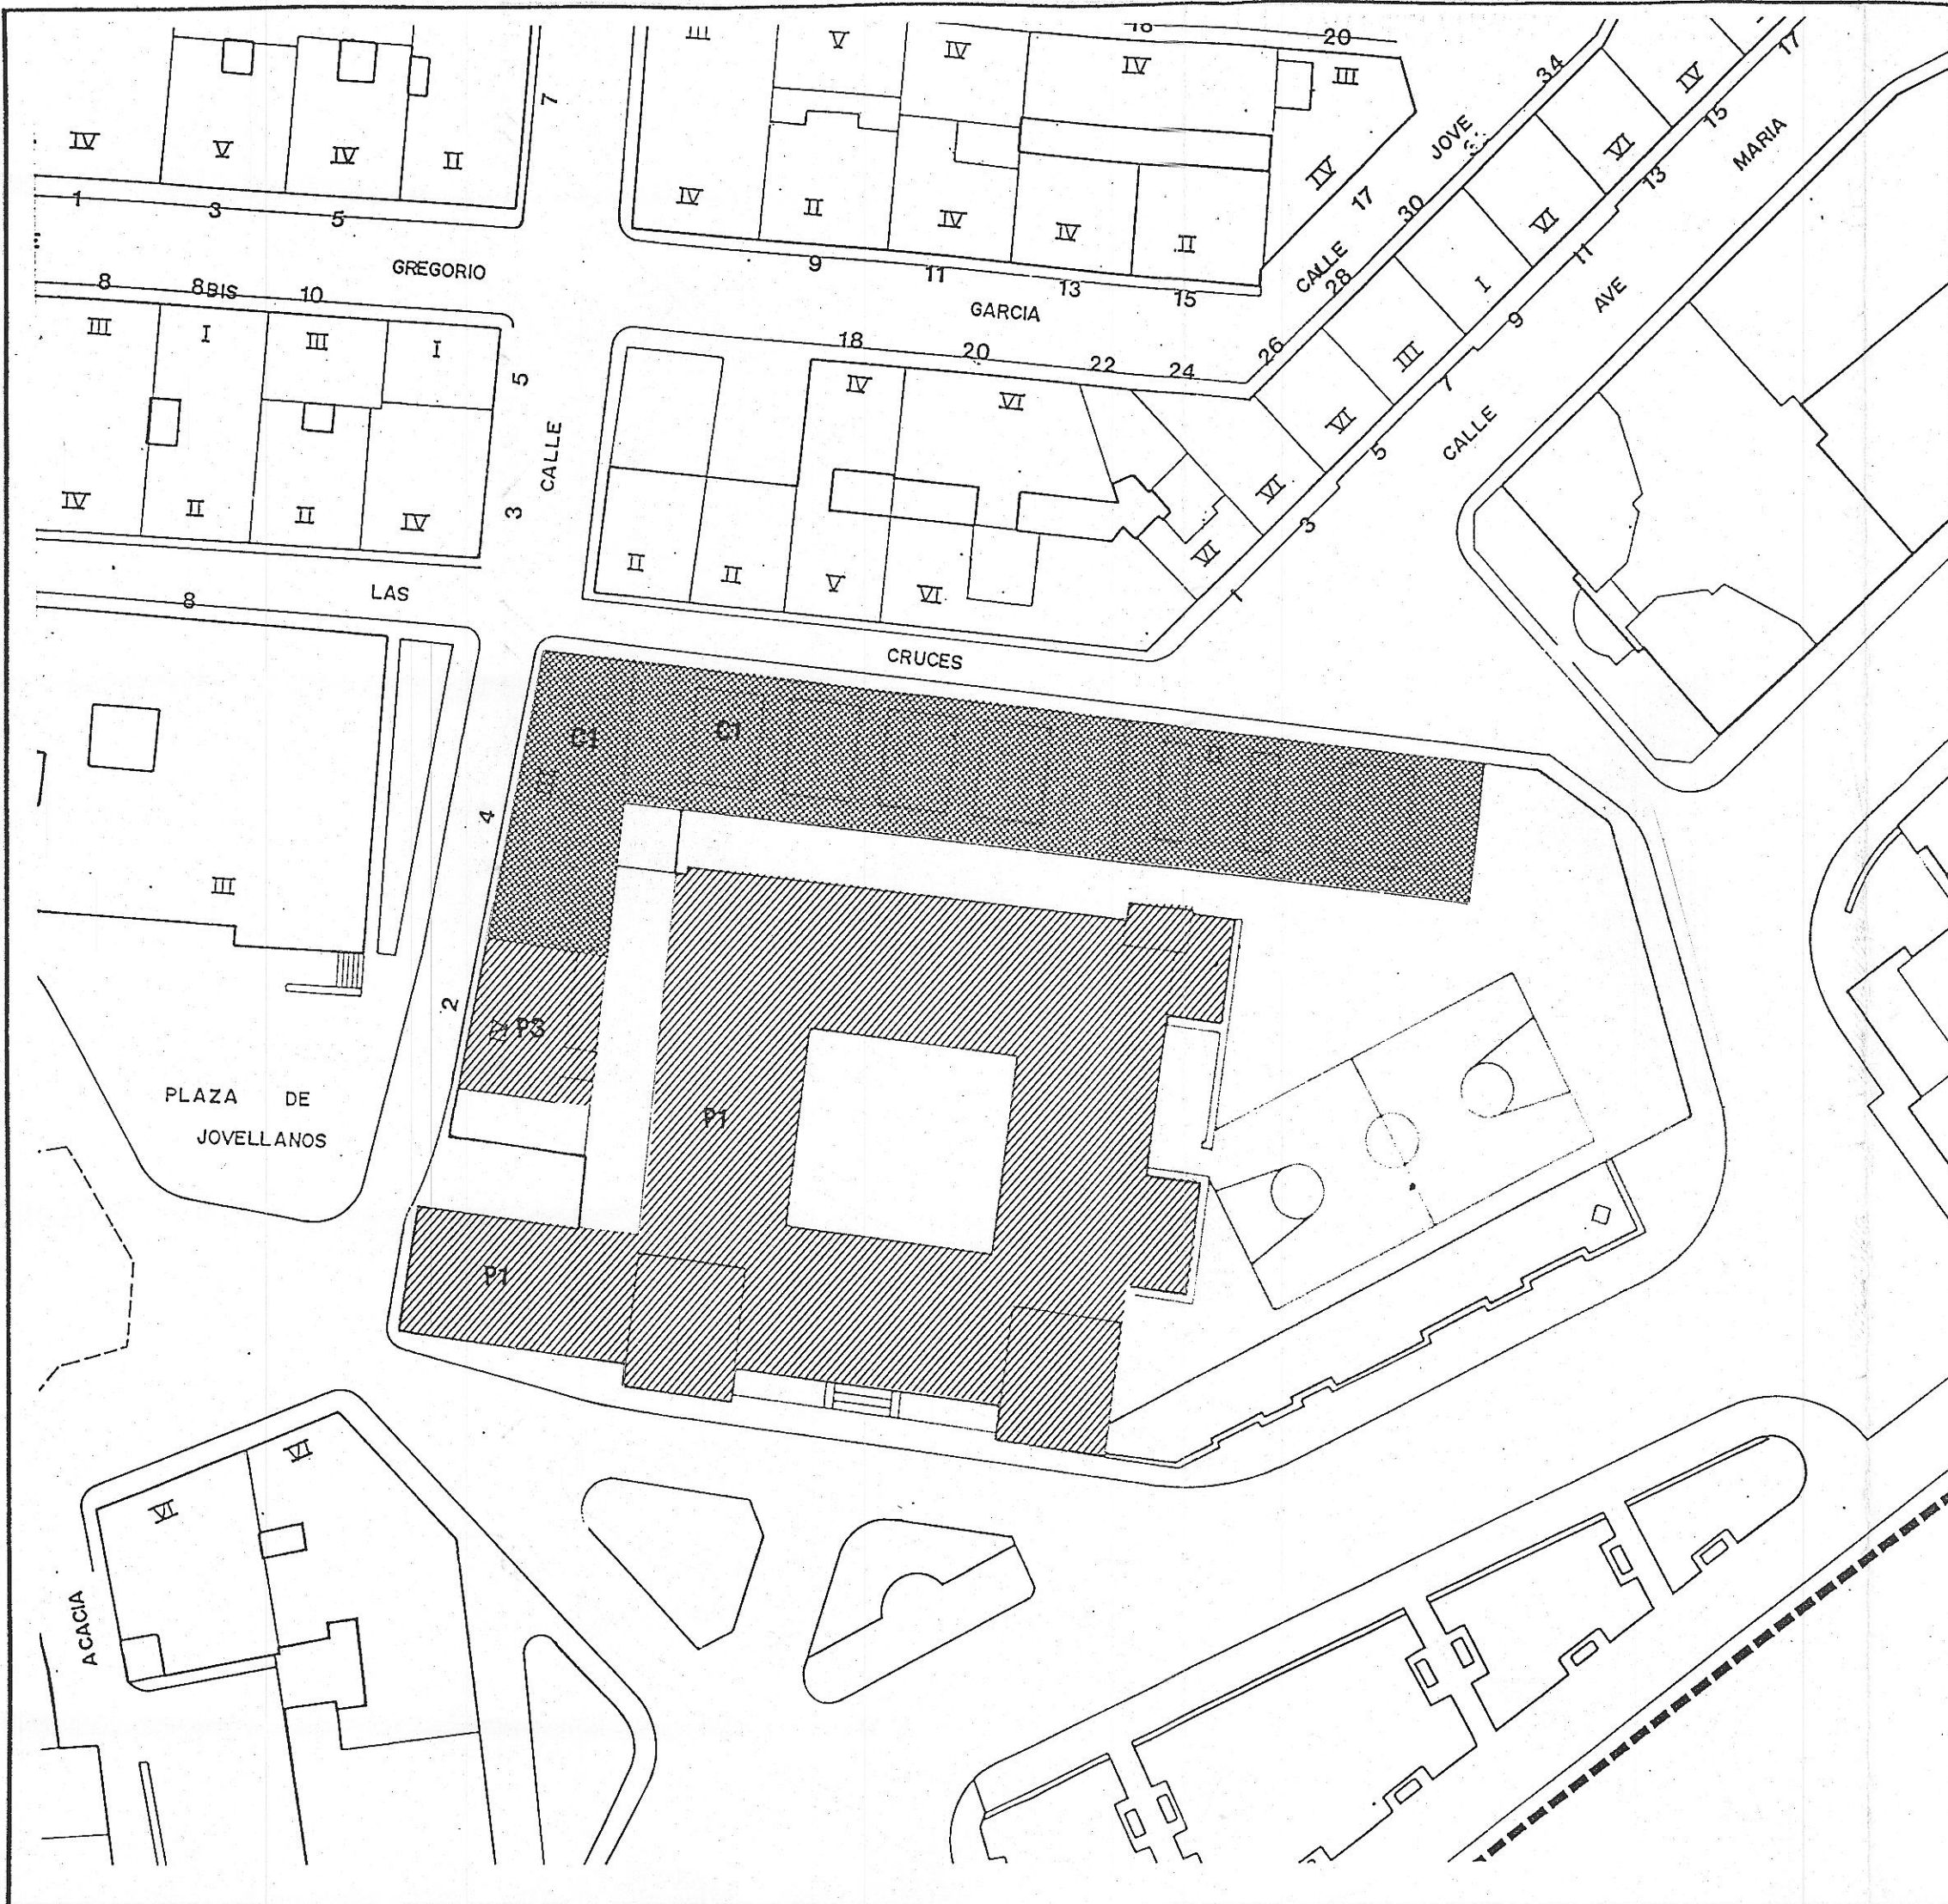 III
V
IV
18
IV
20
III
34
17
IV
15
IV
V
IV
II
7
JOVE
MARIA
VI
13
IV
17
1
3
5
IV
II
IV
IV
II
30
VI
11
GREGORIO
9
11
13
15
CALLE
28
I
9
AVE
8
8BIS
10
GARCIA
III
I
III
I
5
18
20
22
24
26
III
7
IV
VI
VI
5
CALLE
CALLE
IV
II
II
IV
3
VI
3
II
II
V
VI
VI
1
8
LAS
CRUCES
C1
C1
4
III
2
P3
PLAZA DE
JOVELLANOS
P1
P1
VI
VI
ACACIA